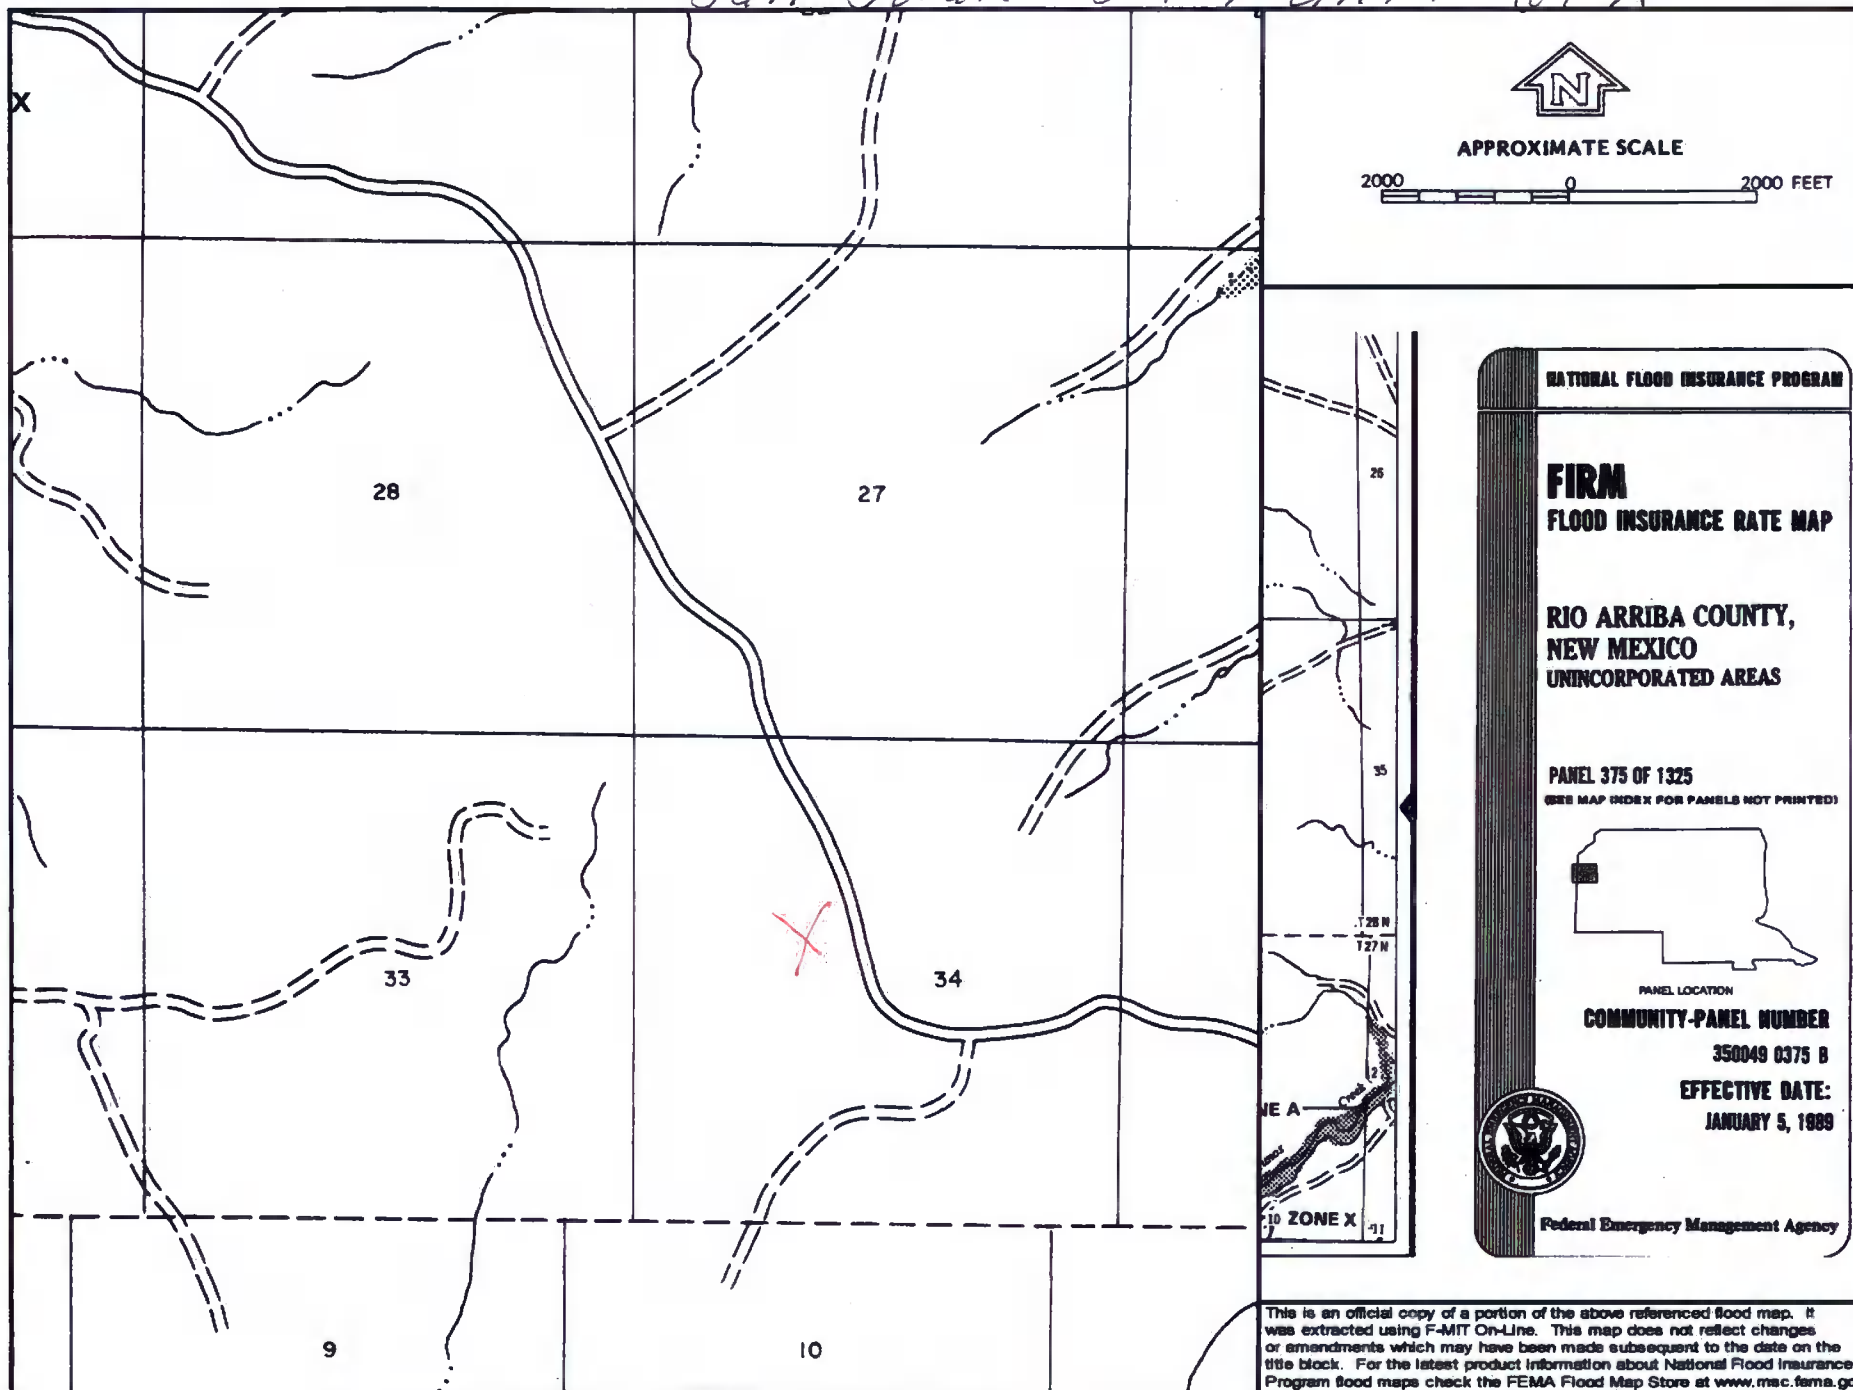 X
28
27
33
34
9
10
N
APPROXIMATE SCALE
2000 0 2000 FEET
26
35
T28N
T27N
12
Creek
NE A
10 ZONE X 11
NATIONAL FLOOD INSURANCE PROGRAM
FIRM
FLOOD INSURANCE RATE MAP
RIO ARRIBA COUNTY,
NEW MEXICO
UNINCORPORATED AREAS
PANEL 375 OF 1325
(SEE MAP INDEX FOR PANELS NOT PRINTED)
PANEL LOCATION
COMMUNITY-PANEL NUMBER
350049 0375 B
EFFECTIVE DATE:
JANUARY 5, 1989
Federal Emergency Management Agency
This is an official copy of a portion of the above referenced flood map. It
was extracted using F-MIT On-Line. This map does not reflect changes
or amendments which may have been made subsequent to the date on the
title block. For the latest product information about National Flood Insurance
Program flood maps check the FEMA Flood Map Store at www.msc.fema.go